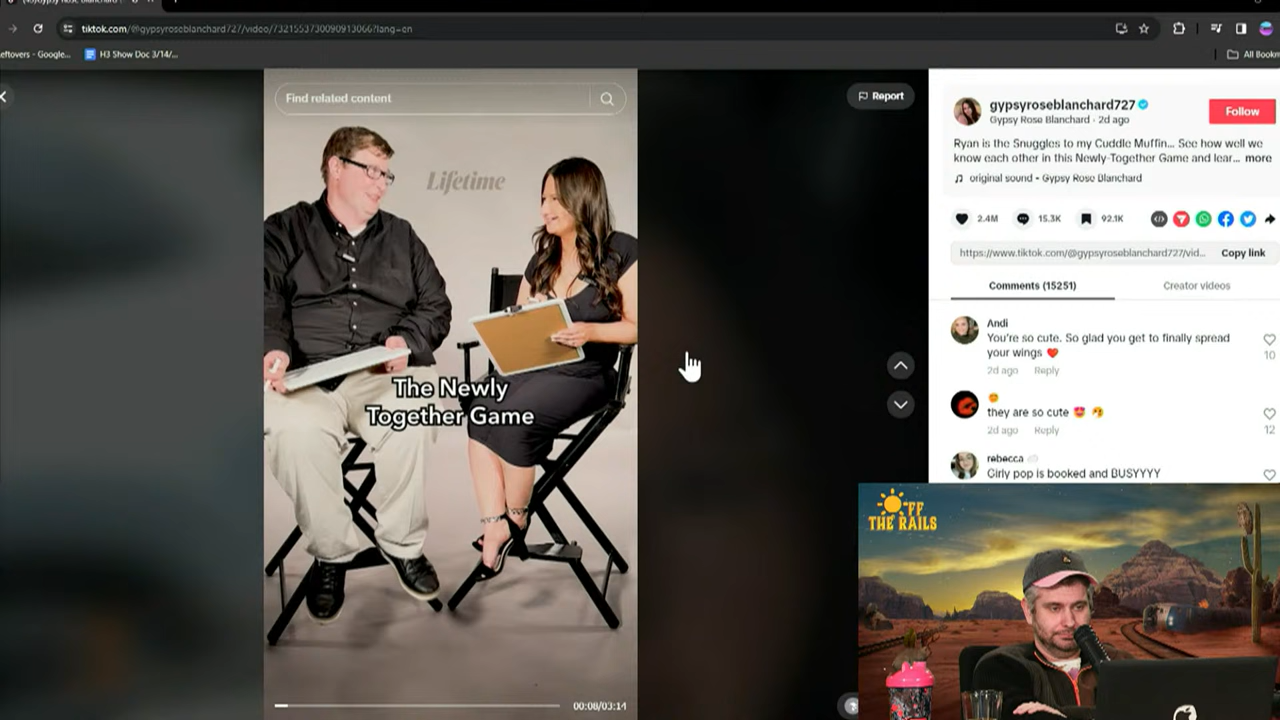 tiktok.com/@gypsyroseblanchard727/video/7321553730090913066?lang=en
eftovers - Google...
H3 Show Doc 3/14/...
All Bookm
Find related content
Report
Lifetime
The Newly
Together Game
00:08/03:14
gypsyroseblanchard727
Follow
Gypsy Rose Blanchard · 2d ago
Ryan is the Snuggles to my Cuddle Muffin... See how well we
know each other in this Newly-Together Game and lear... more
original sound - Gypsy Rose Blanchard
2.4M
15.3K
92.1K
https://www.tiktok.com/@gypsyroseblanchard727/vid...
Copy link
Comments (15251)
Creator videos
Andi
You're so cute. So glad you get to finally spread
your wings
10
2d ago
Reply
they are so cute
2d ago
Reply
12
rebecca
Girly pop is booked and BUSYYYY
OFF
THE RAILS